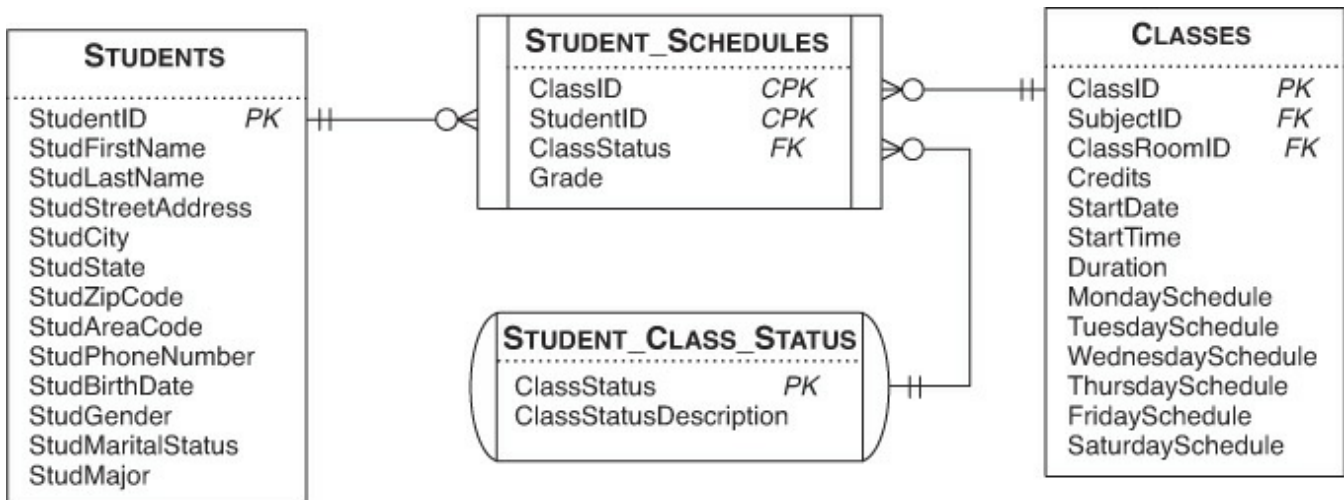 STUDENTS
StudentID PK
StudFirstName
StudLastName
StudStreetAddress
StudCity
StudState
StudZipCode
StudAreaCode
StudPhoneNumber
StudBirthDate
StudGender
StudMaritalStatus
StudMajor
STUDENT_SCHEDULES
ClassID CPK
StudentID CPK
ClassStatus FK
Grade
STUDENT_CLASS_STATUS
ClassStatus PK
ClassStatusDescription
CLASSES
ClassID PK
SubjectID FK
ClassRoomID FK
Credits
StartDate
StartTime
Duration
MondaySchedule
TuesdaySchedule
WednesdaySchedule
ThursdaySchedule
FridaySchedule
SaturdaySchedule